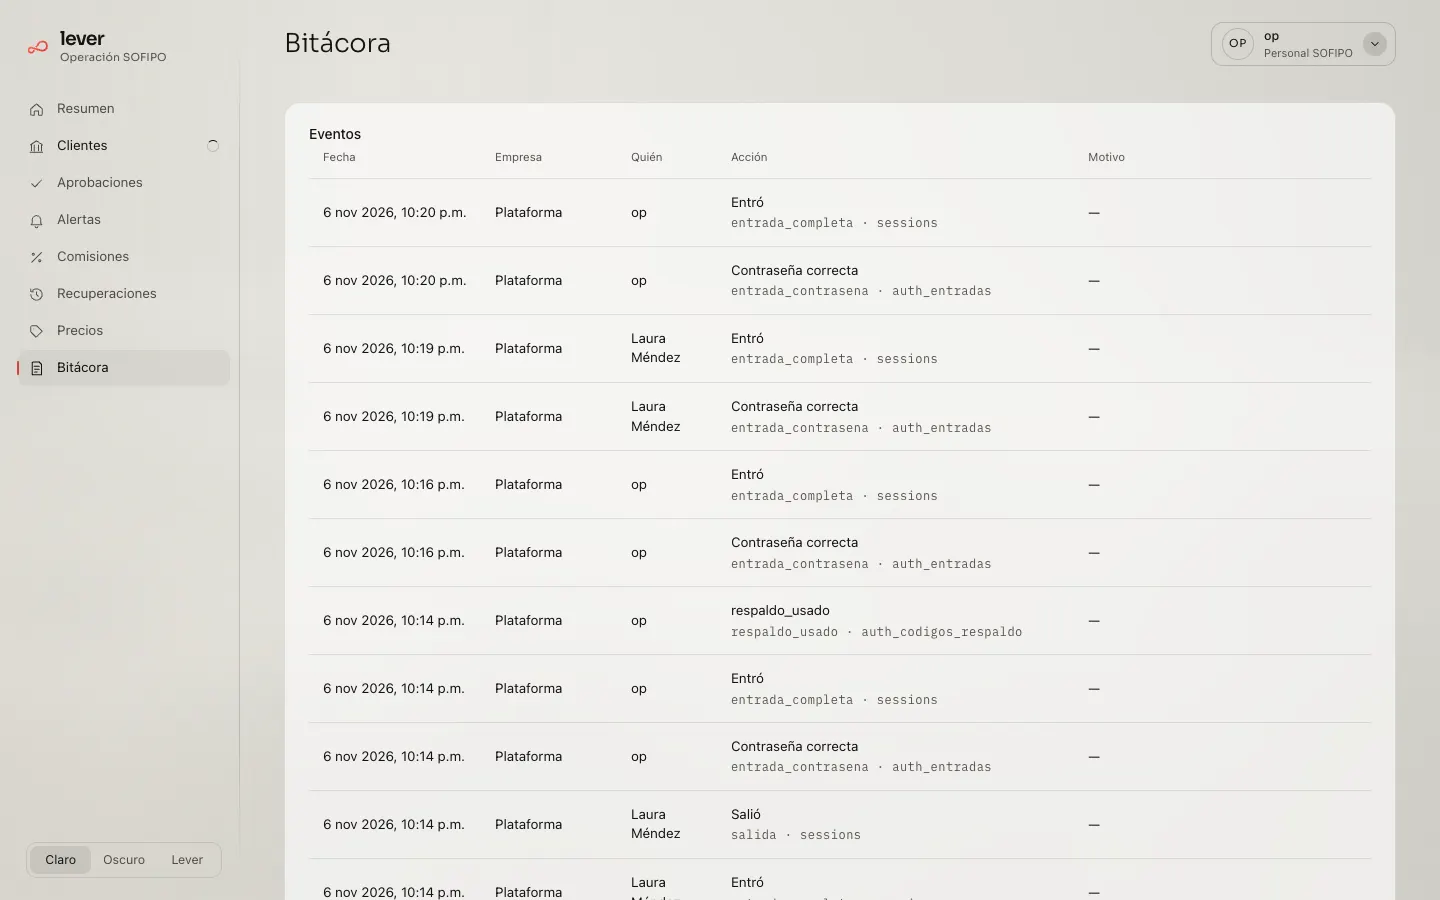 lever
Operación SOFIPO
Resumen
Clientes
Aprobaciones
Alertas
Comisiones
Recuperaciones
Precios
Bitácora
Claro Oscuro Lever
Bitácora
OP
op
Personal SOFIPO
Eventos
Fecha Empresa Quién Acción Motivo
6 nov 2026, 10:20 p.m. Plataforma op Entró —
entrada_completa · sessions
6 nov 2026, 10:20 p.m. Plataforma op Contraseña correcta —
entrada_contrasena · auth_entradas
6 nov 2026, 10:19 p.m. Plataforma Laura Méndez Entró —
entrada_completa · sessions
6 nov 2026, 10:19 p.m. Plataforma Laura Méndez Contraseña correcta —
entrada_contrasena · auth_entradas
6 nov 2026, 10:16 p.m. Plataforma op Entró —
entrada_completa · sessions
6 nov 2026, 10:16 p.m. Plataforma op Contraseña correcta —
entrada_contrasena · auth_entradas
6 nov 2026, 10:14 p.m. Plataforma op respaldo_usado —
respaldo_usado · auth_codigos_respaldo
6 nov 2026, 10:14 p.m. Plataforma op Entró —
entrada_completa · sessions
6 nov 2026, 10:14 p.m. Plataforma op Contraseña correcta —
entrada_contrasena · auth_entradas
6 nov 2026, 10:14 p.m. Plataforma Laura Méndez Salió —
salida · sessions
6 nov 2026, 10:14 p.m. Plataforma Laura Entró —